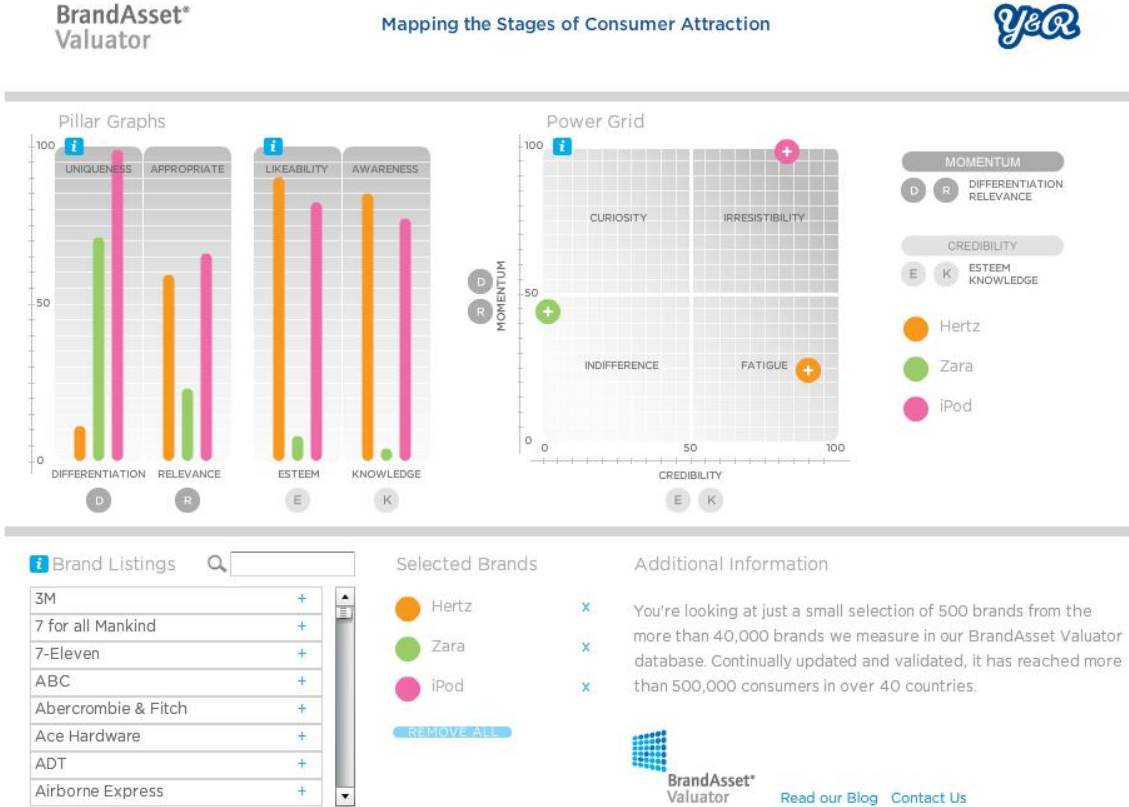 BrandAsset®
Valuator
Mapping the Stages of Consumer Attraction
Y&R
Pillar Graphs
i
i
100
50
0
UNIQUENESS
APPROPRIATE
LIKEABILITY
AWARENESS
DIFFERENTIATION
RELEVANCE
ESTEEM
KNOWLEDGE
D
R
E
K
Power Grid
i
100
50
0
CURIOSITY
IRRESISTIBILITY
INDIFFERENCE
FATIGUE
D
R
MOMENTUM
0
50
100
CREDIBILITY
E K
MOMENTUM
D R DIFFERENTIATION
RELEVANCE
CREDIBILITY
E K ESTEEM
KNOWLEDGE
Hertz
Zara
iPod
i Brand Listings
3M +
7 for all Mankind +
7-Eleven +
ABC +
Abercrombie & Fitch +
Ace Hardware +
ADT +
Airborne Express +
Selected Brands
Hertz x
Zara x
iPod x
REMOVE ALL
Additional Information
You're looking at just a small selection of 500 brands from the
more than 40,000 brands we measure in our BrandAsset Valuator
database. Continually updated and validated, it has reached more
than 500,000 consumers in over 40 countries.
BrandAsset®
Valuator
Read our Blog Contact Us